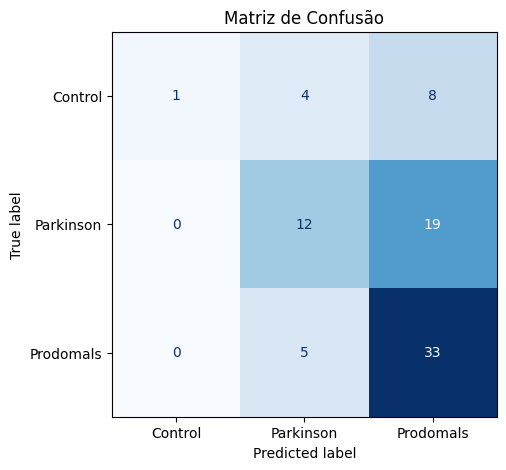 Matriz de Confusão
Control 1 4 8
Parkinson 0 12 19
Prodomals 0 5 33
True label
Control Parkinson Prodomals
Predicted label